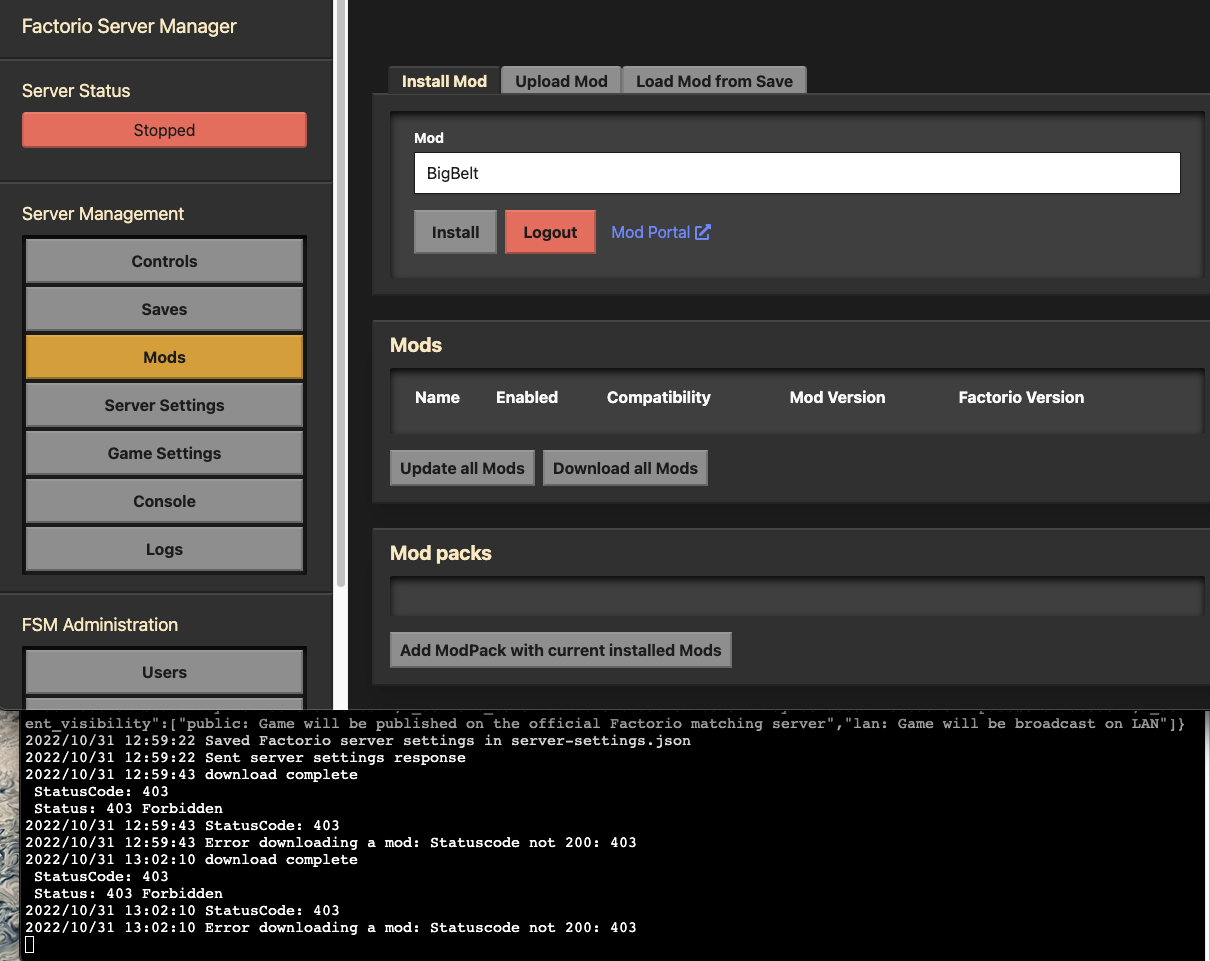 Factorio Server Manager
Server Status
Stopped
Server Management
Controls
Saves
Mods
Server Settings
Game Settings
Console
Logs
FSM Administration
Users
Install Mod Upload Mod Load Mod from Save
Mod
BigBelt
Install Logout Mod Portal
Mods
Name Enabled Compatibility Mod Version Factorio Version
Update all Mods Download all Mods
Mod packs
Add ModPack with current installed Mods
ent_visibility":["public: Game will be published on the official Factorio matching server","lan: Game will be broadcast on LAN"]}
2022/10/31 12:59:22 Saved Factorio server settings in server-settings.json
2022/10/31 12:59:22 Sent server settings response
2022/10/31 12:59:43 download complete
StatusCode: 403
Status: 403 Forbidden
2022/10/31 12:59:43 StatusCode: 403
2022/10/31 12:59:43 Error downloading a mod: Statuscode not 200: 403
2022/10/31 13:02:10 download complete
StatusCode: 403
Status: 403 Forbidden
2022/10/31 13:02:10 StatusCode: 403
2022/10/31 13:02:10 Error downloading a mod: Statuscode not 200: 403